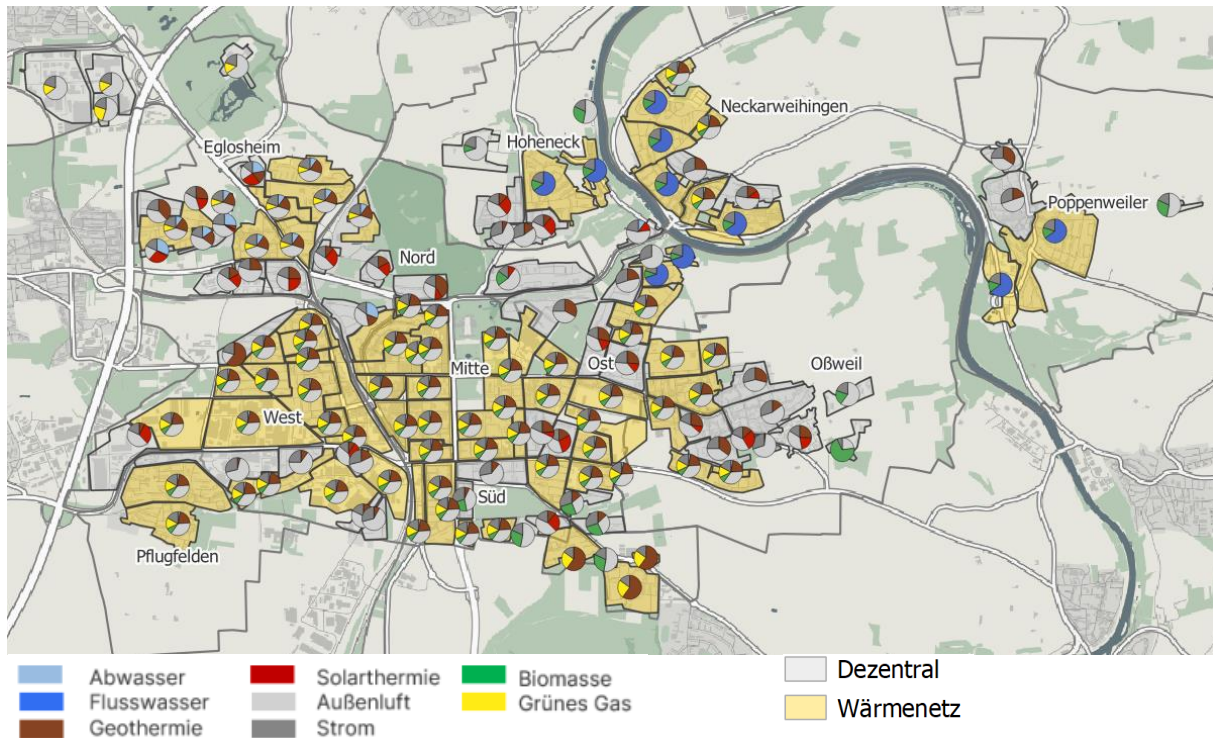 Neckarweihingen
Hoheneck
Eglosheim
Poppenweiler
Nord
Mitte
Ost
Oßweil
West
Süd
Pflugfelden
Abwasser
Flusswasser
Geothermie
Solarthermie
Außenluft
Strom
Biomasse
Grünes Gas
Dezentral
Wärmenetz